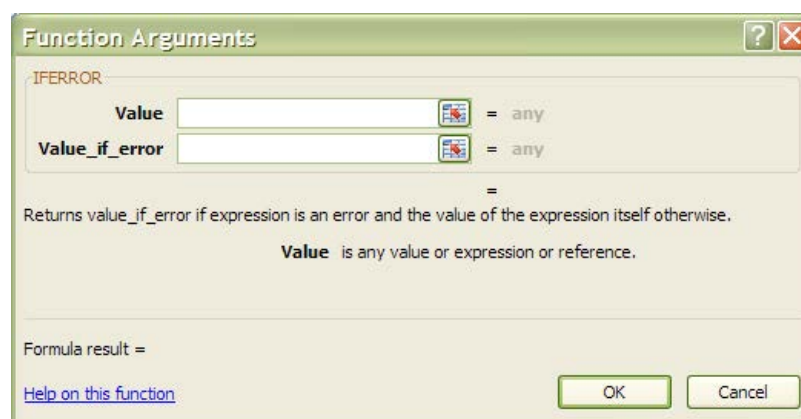 Function Arguments
IFERROR
Value = any
Value_if_error = any
=
Returns value_if_error if expression is an error and the value of the expression itself otherwise.
Value is any value or expression or reference.
Formula result =
Help on this function OK Cancel